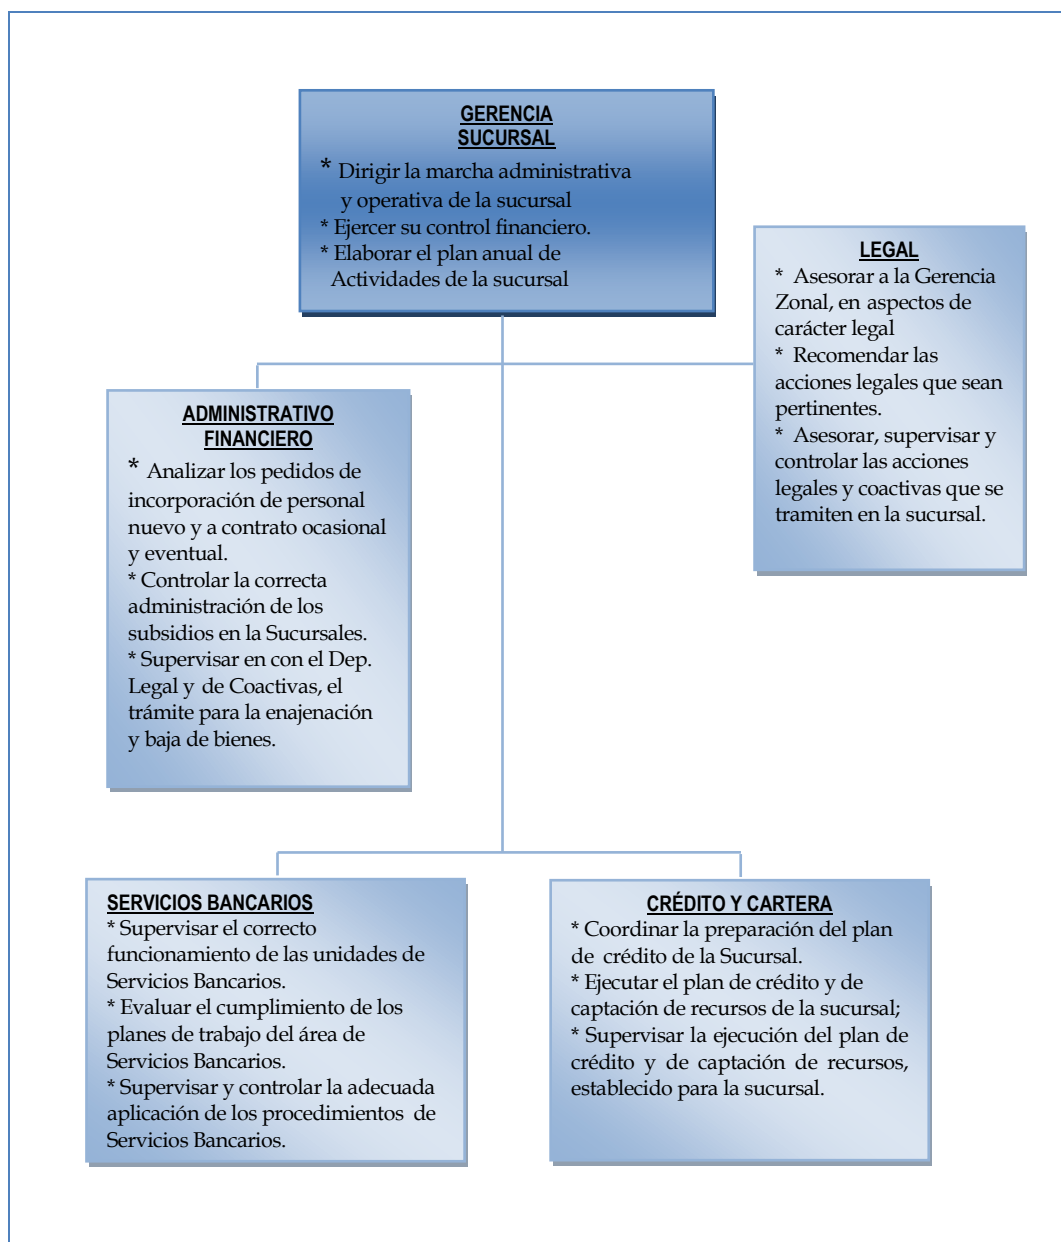 GERENCIA
SUCURSAL
* Dirigir la marcha administrativa
y operativa de la sucursal
* Ejercer su control financiero.
* Elaborar el plan anual de
Actividades de la sucursal
LEGAL
* Asesorar a la Gerencia
Zonal, en aspectos de
carácter legal
* Recomendar las
acciones legales que sean
pertinentes.
* Asesorar, supervisar y
controlar las acciones
legales y coactivas que se
tramiten en la sucursal.
ADMINISTRATIVO
FINANCIERO
* Analizar los pedidos de
incorporación de personal
nuevo y a contrato ocasional
y eventual.
* Controlar la correcta
administración de los
subsidios en la Sucursales.
* Supervisar en con el Dep.
Legal y de Coactivas, el
trámite para la enajenación
y baja de bienes.
SERVICIOS BANCARIOS
* Supervisar el correcto
funcionamiento de las unidades de
Servicios Bancarios.
* Evaluar el cumplimiento de los
planes de trabajo del área de
Servicios Bancarios.
* Supervisar y controlar la adecuada
aplicación de los procedimientos de
Servicios Bancarios.
CRÉDITO Y CARTERA
* Coordinar la preparación del plan
de crédito de la Sucursal.
* Ejecutar el plan de crédito y de
captación de recursos de la sucursal;
* Supervisar la ejecución del plan de
crédito y de captación de recursos,
establecido para la sucursal.